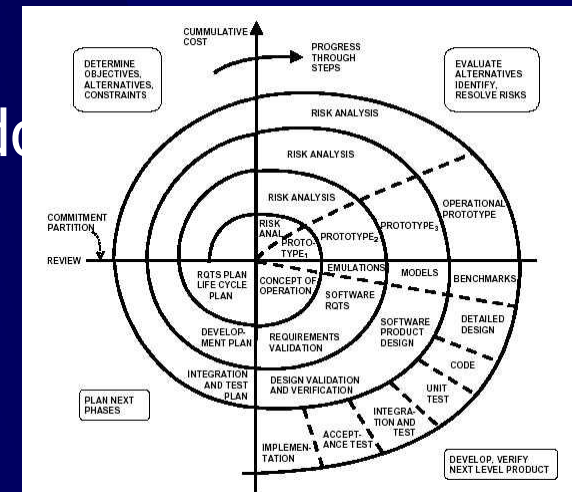 CUMMULATIVE
COST
PROGRESS
THROUGH
STEPS
DETERMINE
OBJECTIVES,
ALTERNATIVES,
CONSTRAINTS
EVALUATE
ALTERNATIVES
IDENTIFY,
RESOLVE RISKS
RISK ANALYSIS
RISK ANALYSIS
RISK ANALYSIS
RISK
ANAL
PROTO-
TYPE1
PROTOTYPE2
PROTOTYPE3
OPERATIONAL
PROTOTYPE
COMMITMENT
PARTITION
REVIEW
RQTS PLAN
LIFE CYCLE
PLAN
CONCEPT OF
OPERATION
EMULATIONS
MODELS
BENCHMARKS
SOFTWARE
RQTS
SOFTWARE
PRODUCT
DESIGN
DETAILED
DESIGN
DEVELOP-
MENT PLAN
REQUIREMENTS
VALIDATION
CODE
INTEGRATION
AND TEST
PLAN
DESIGN VALIDATION
AND VERIFICATION
UNIT
TEST
INTEGRA-
TION AND
TEST
ACCEPT-
ANCE TEST
IMPLEMEN-
TATION
PLAN NEXT
PHASES
DEVELOP, VERIFY
NEXT LEVEL PRODUCT